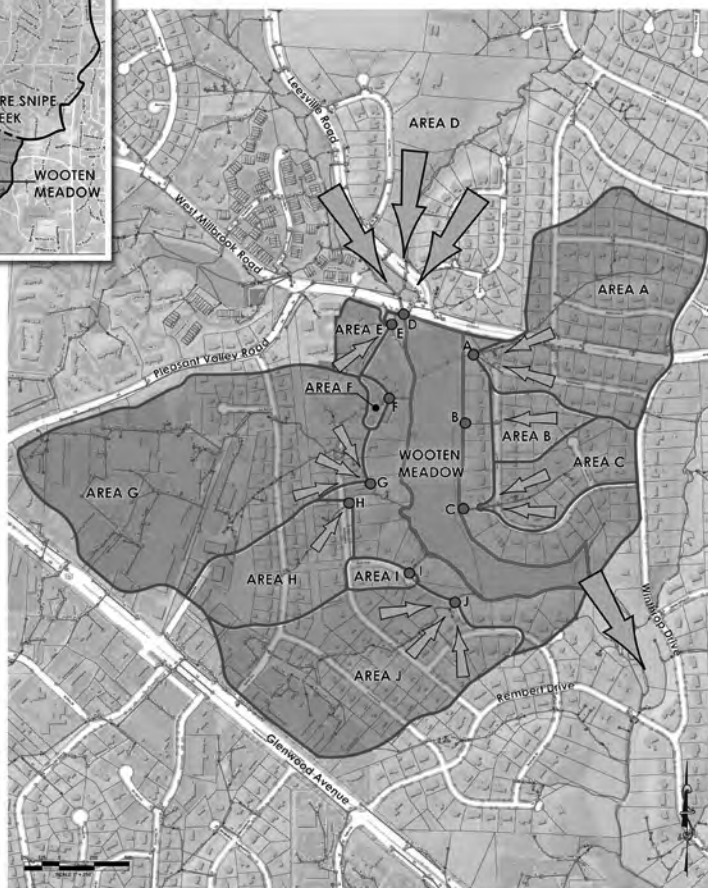 RE SNIPE
EEK
WOOTEN
MEADOW
Leesville Road
AREA D
West Millbrook Road
AREA A
Pleasant Valley Road
AREA E
E
D
A
AREA F
F
B
AREA B
WOOTEN
MEADOW
AREA C
AREA G
G
H
C
AREA H
AREA I
I
J
Winthrop Drive
AREA J
Rembert Drive
Glenwood Avenue